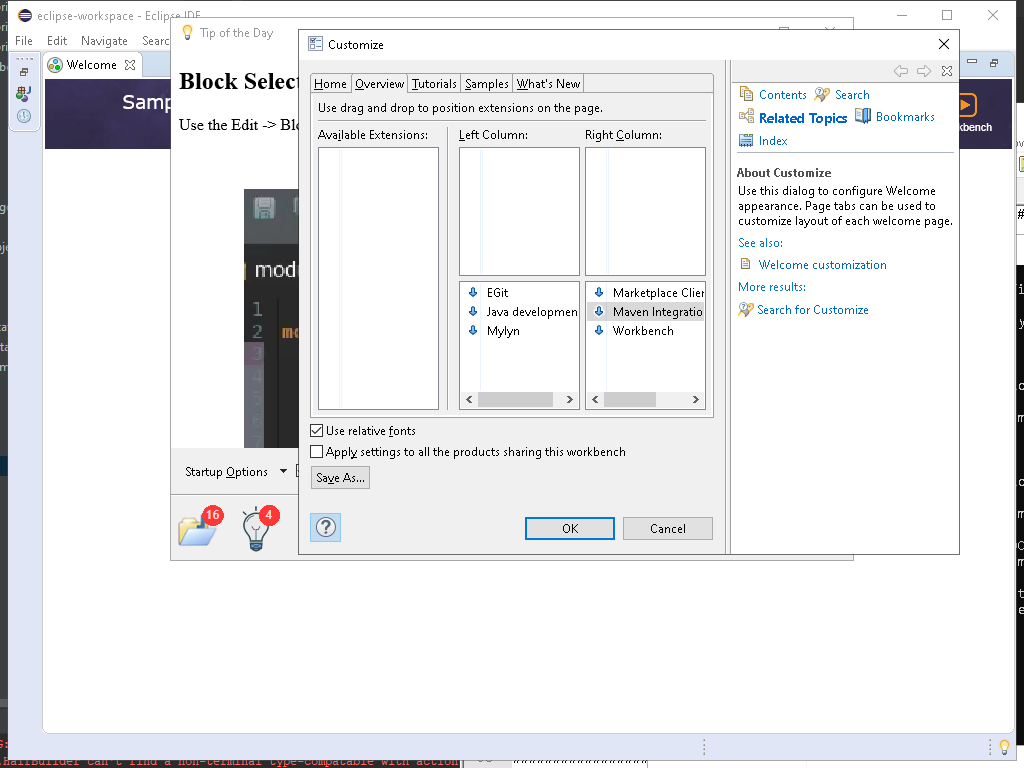 eclipse-workspace - Eclipse IDE
File Edit Navigate Searc
Welcome
Samp
kbench
Tip of the Day
Block Select
Use the Edit -> Blo
modu
1
2
3
Startup Options
16
4
Customize
Home Overview Tutorials Samples What's New
Use drag and drop to position extensions on the page.
Available Extensions: Left Column: Right Column:
EGit
Java developmen
Mylyn
Marketplace Clier
Maven Integratio
Workbench
Use relative fonts
Apply settings to all the products sharing this workbench
Save As...
OK Cancel
Contents Search
Related Topics Bookmarks
Index
About Customize
Use this dialog to configure Welcome
appearance. Page tabs can be used to
customize layout of each welcome page.
See also:
Welcome customization
More results:
Search for Customize
can't find a non-terminal type-compatable with action